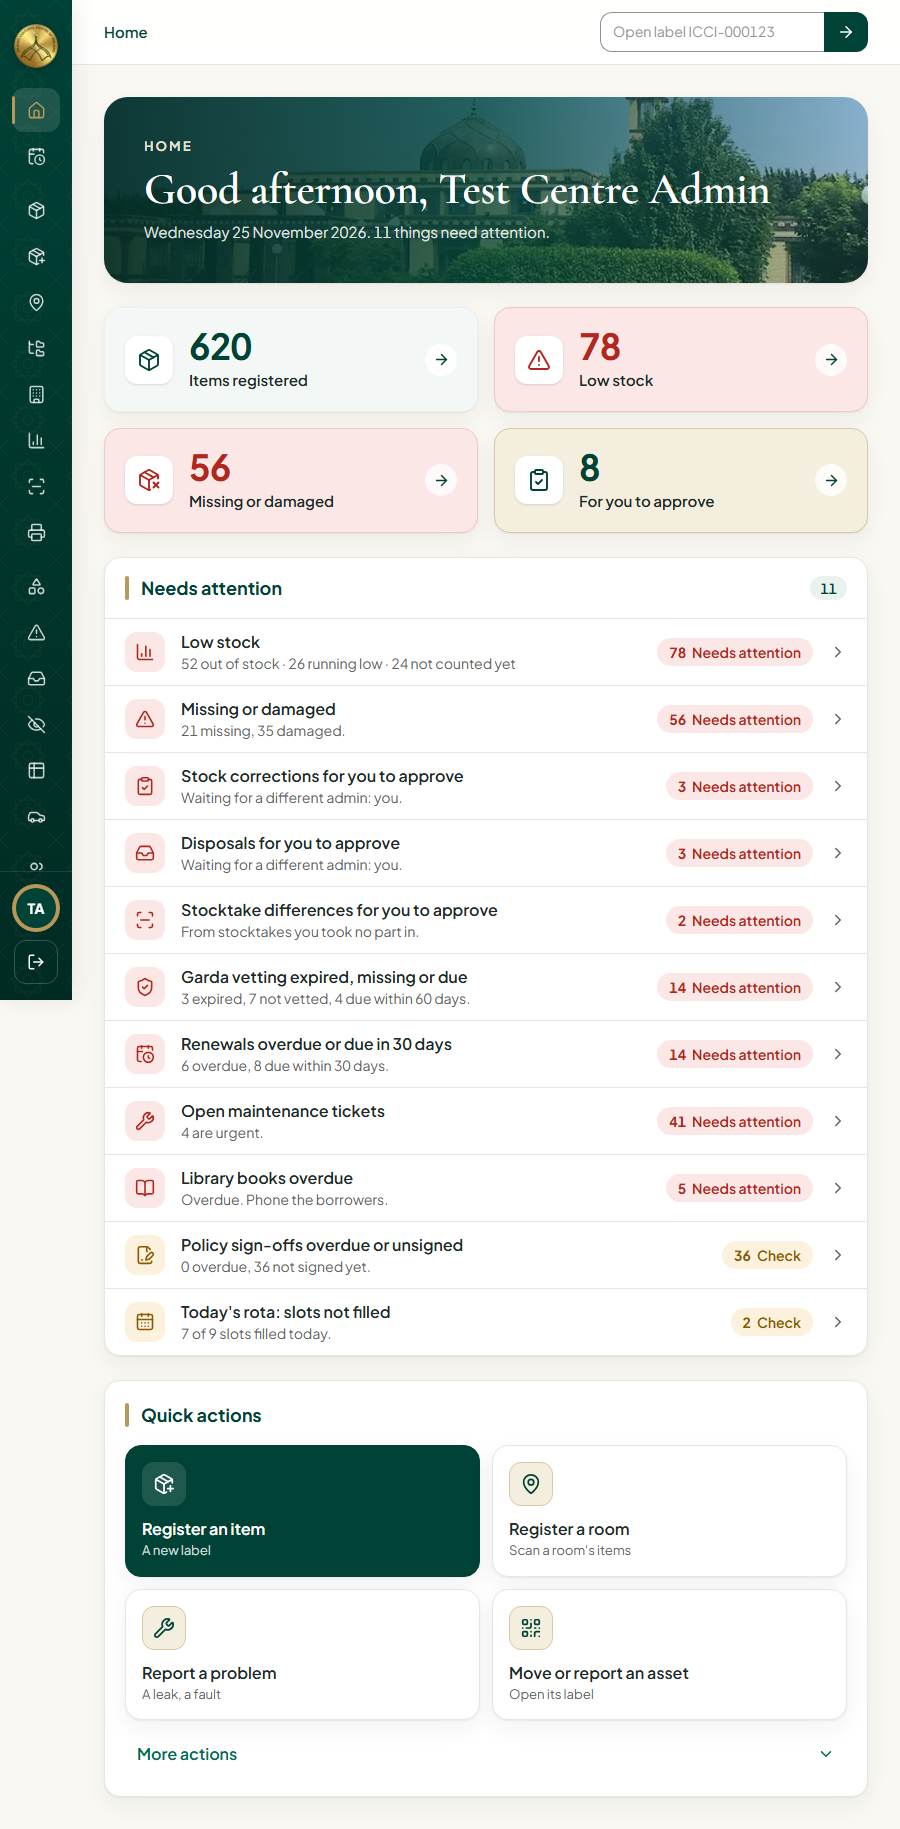 Home
Open label ICCI-000123
HOME
Good afternoon, Test Centre Admin
Wednesday 25 November 2026. 11 things need attention.
620
Items registered
78
Low stock
56
Missing or damaged
8
For you to approve
Needs attention
11
Low stock
52 out of stock · 26 running low · 24 not counted yet
78 Needs attention
Missing or damaged
21 missing, 35 damaged.
56 Needs attention
Stock corrections for you to approve
Waiting for a different admin: you.
3 Needs attention
Disposals for you to approve
Waiting for a different admin: you.
3 Needs attention
Stocktake differences for you to approve
From stocktakes you took no part in.
2 Needs attention
Garda vetting expired, missing or due
3 expired, 7 not vetted, 4 due within 60 days.
14 Needs attention
Renewals overdue or due in 30 days
6 overdue, 8 due within 30 days.
14 Needs attention
Open maintenance tickets
4 are urgent.
41 Needs attention
Library books overdue
Overdue. Phone the borrowers.
5 Needs attention
Policy sign-offs overdue or unsigned
0 overdue, 36 not signed yet.
36 Check
Today's rota: slots not filled
7 of 9 slots filled today.
2 Check
TA
Quick actions
Register an item
A new label
Register a room
Scan a room's items
Report a problem
A leak, a fault
Move or report an asset
Open its label
More actions